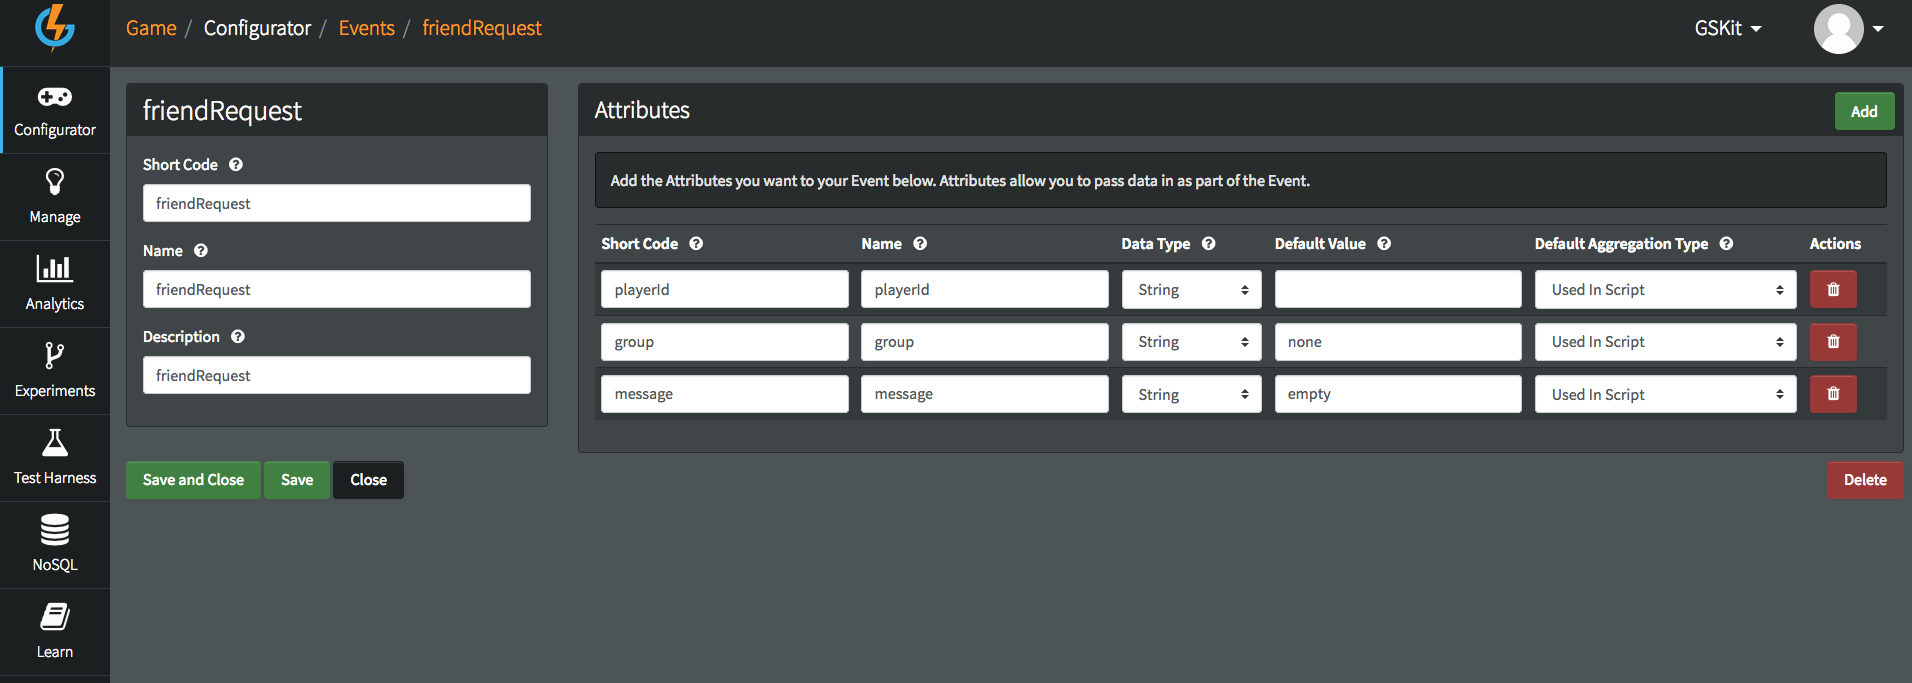 Game / Configurator / Events / friendRequest
GSKit
Configurator
Manage
Analytics
Experiments
Test Harness
NoSQL
Learn
friendRequest
Short Code
friendRequest
Name
friendRequest
Description
friendRequest
Save and Close Save Close
Attributes
Add
Add the Attributes you want to your Event below. Attributes allow you to pass data in as part of the Event.
Short Code Name Data Type Default Value Default Aggregation Type Actions
playerId playerId String Used In Script
group group String none Used In Script
message message String empty Used In Script
Delete